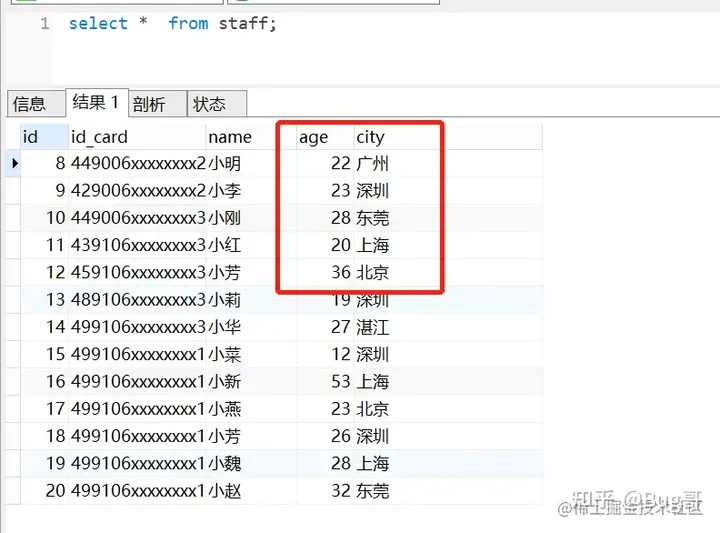 1 select * from staff;
信息 结果 1 剖析 状态
id id_card name age city
8 449006xxxxxxxx2 小明 22 广州
9 429006xxxxxxxx2 小李 23 深圳
10 449006xxxxxxxx3 小刚 28 东莞
11 439106xxxxxxxx3 小红 20 上海
12 459106xxxxxxxx3 小芳 36 北京
13 489106xxxxxxxx3 小莉 19 深圳
14 499106xxxxxxxx3 小华 27 湛江
15 499106xxxxxxxx1 小菜 12 深圳
16 499106xxxxxxxx1 小新 53 上海
17 499106xxxxxxxx1 小燕 23 北京
18 499106xxxxxxxx1 小芳 26 深圳
19 499106xxxxxxxx1 小魏 28 上海
20 499106xxxxxxxx1 小赵 32 东莞
知乎 @Bug哥
@稀土掘金技术社区